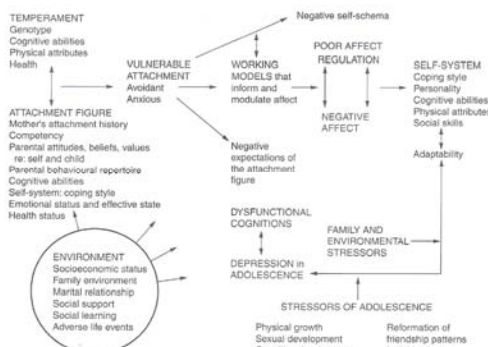 TEMPERAMENT
Genotype
Cognitive abilities
Physical attributes
Health
ATTACHMENT FIGURE
Mother's attachment history
Competency
Parental attitudes, beliefs, values
re: self and child
Parental behavioural repertoire
Cognitive abilities
Self-system: coping style
Emotional status and effective state
Health status
ENVIRONMENT
Socioeconomic status
Family environment
Marital relationship
Social support
Social learning
Adverse life events
VULNERABLE
ATTACHMENT
Avoidant
Anxious
Negative self-schema
WORKING
MODELS that
inform and
modulate affect
Negative
expectations of
the attachment
figure
POOR AFFECT
REGULATION
NEGATIVE
AFFECT
SELF-SYSTEM
Coping style
Personality
Cognitive abilities
Physical attributes
Social skills
Adaptability
DYSFUNCTIONAL
COGNITIONS
DEPRESSION in
ADOLESCENCE
FAMILY AND
ENVIRONMENTAL
STRESSORS
STRESSORS OF ADOLESCENCE
Physical growth
Sexual development
Reformation of
friendship patterns